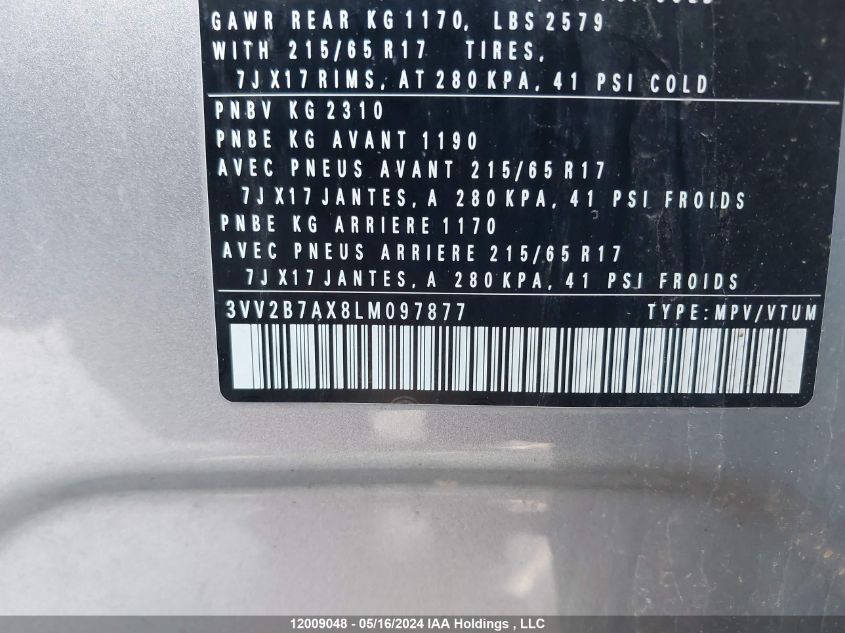 GAWR REAR KG 1170, LBS 2579
WITH 215/65 R17 TIRES,
7J X17 RIMS, AT 280 KPA, 41 PSI COLD
PNBV KG 2310
PNBE KG AVANT 1190
AVEC PNEUS AVANT 215/65 R17
7J X17 JANTES, A 280 KPA, 41 PSI FROIDS
PNBE KG ARRIERE 1170
AVEC PNEUS ARRIERE 215/65 R17
7J X17 JANTES, A 280 KPA, 41 PSI FROIDS
3VV2B7AX8LM097877 TYPE: MPV/VTUM
12009048 - 05/16/2024 IAA Holdings , LLC